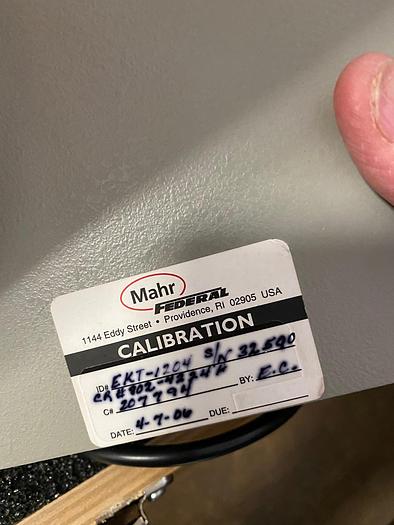 Mahr
FEDERAL
1144 Eddy Street • Providence, RI 02905 USA
CALIBRATION
ID# EKT-1204 S/N 32590
BY: E.C.
C# 207794
DATE: 4-7-06 DUE: